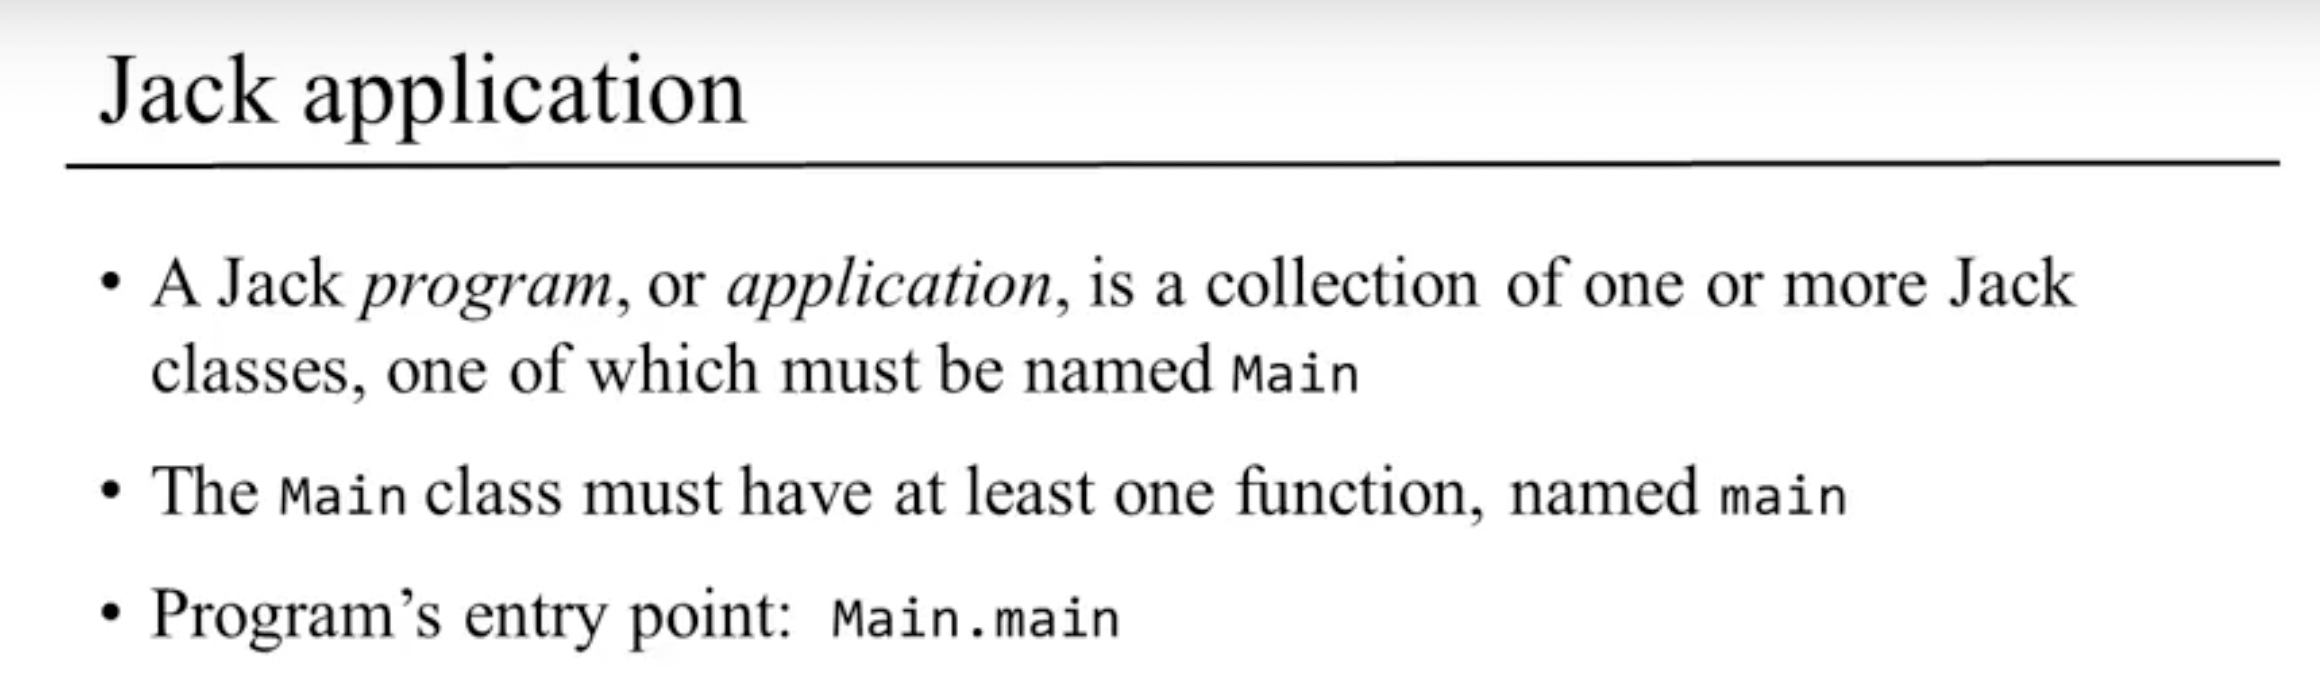 Jack application
• A Jack program, or application, is a collection of one or more Jack
classes, one of which must be named Main
• The Main class must have at least one function, named main
• Program’s entry point: Main.main